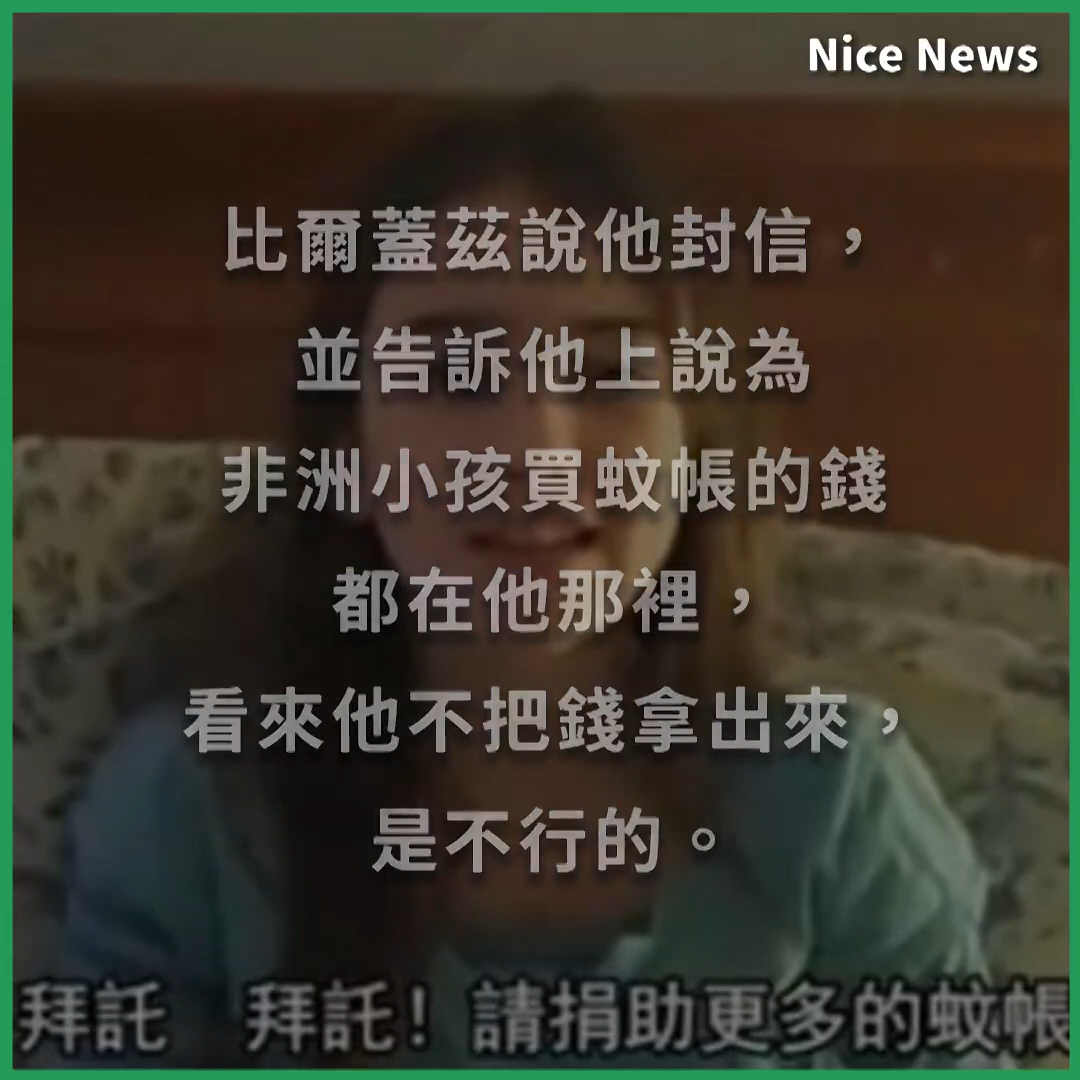 Nice News
比爾蓋茲說他封信，
並告訴他上說為
非洲小孩買蚊帳的錢
都在他那裡，
看來他不把錢拿出來，
是不行的。
拜託　拜託！請捐助更多的蚊帳